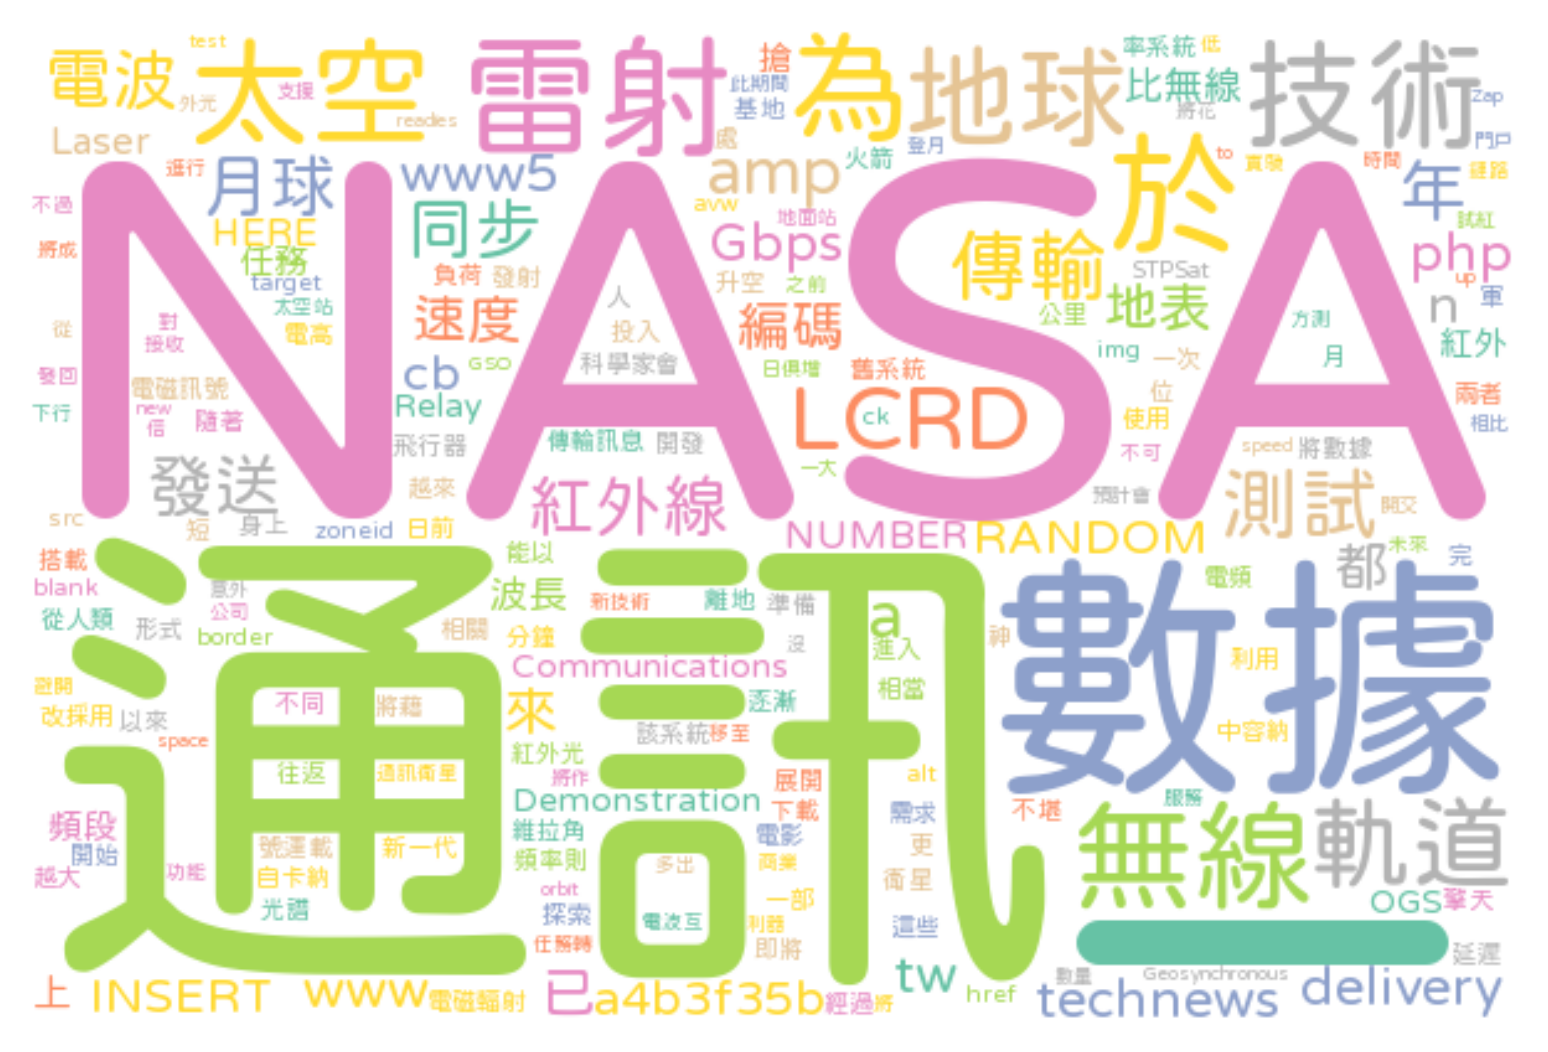 電波
test
太空
支援
外光
readies
雷射
搶
此期間
基地
為
地球
率系統
低
比無線
將花
技術
Zap
門戶
Laser
進行
月球
www5
處
amp
火箭
登月
於
to
實發
時間
年
鏈路
不過
HERE
同步
avw
地面站
Gbps
傳輸
STPSat
試紅
php
up
將成
任務
target
負荷
發射
升空
之前
n
軍
NASA
太空站
電高
速度
人
投入
編碼
公里
地表
方測
紅外
從
對
接收
科學家會
日俱增
舊系統
img
一次
月
發回
電磁訊號
cb
GSO
位
兩者
下行
new
信
隨著
Relay
LCRD
ck
使用
相比
飛行器
傳輸訊息
開發
不可
speed
將數據
發送
越來
一大
紅外線
預計會
測試
開交
src
短
身上
zoneid
日前
NUMBER
RANDOM
都
未來
完
搭載
能以
blank
意外
波長
新技術
離地
準備
電頻
從人類
公司
形式
border
相關
分鐘
沒
a
進入
神
數據
Communications
利用
避開
不同
將藉
來
逐漸
相當
改採用
以來
space
該系統
移至
中容納
通訊
往返
通訊衛星
紅外光
將作
展開
alt
Demonstration
下載
需求
不堪
服務
頻段
開始
號運載
新一代
維拉角
電影
更
無線
軌道
越大
功能
自卡納
頻率則
多出
商業
衛星
光譜
orbit
探索
一部
OGS
擎天
電波互
利器
這些
任務轉
即將
延遲
上
INSERT
www
電磁輻射
已
a4b3f35b
經過
將
tw
href
數量
Geosynchronous
technews
delivery